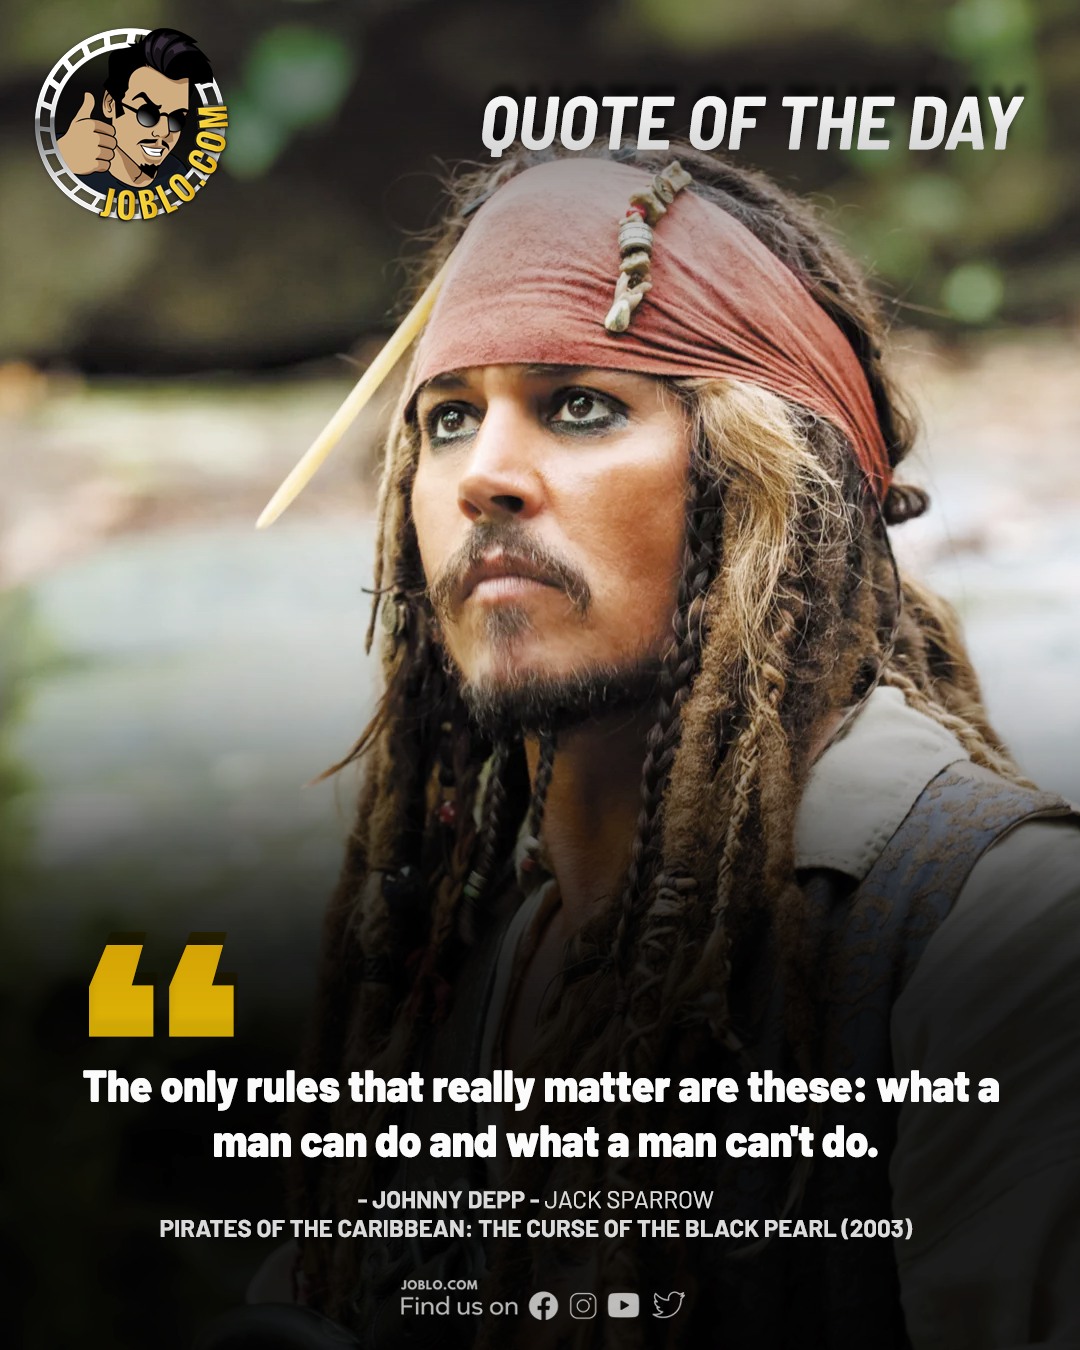 JOBLO.COM
QUOTE OF THE DAY
“
The only rules that really matter are these: what a
man can do and what a man can't do.
- JOHNNY DEPP - JACK SPARROW
PIRATES OF THE CARIBBEAN: THE CURSE OF THE BLACK PEARL (2003)
JOBLO.COM
Find us on